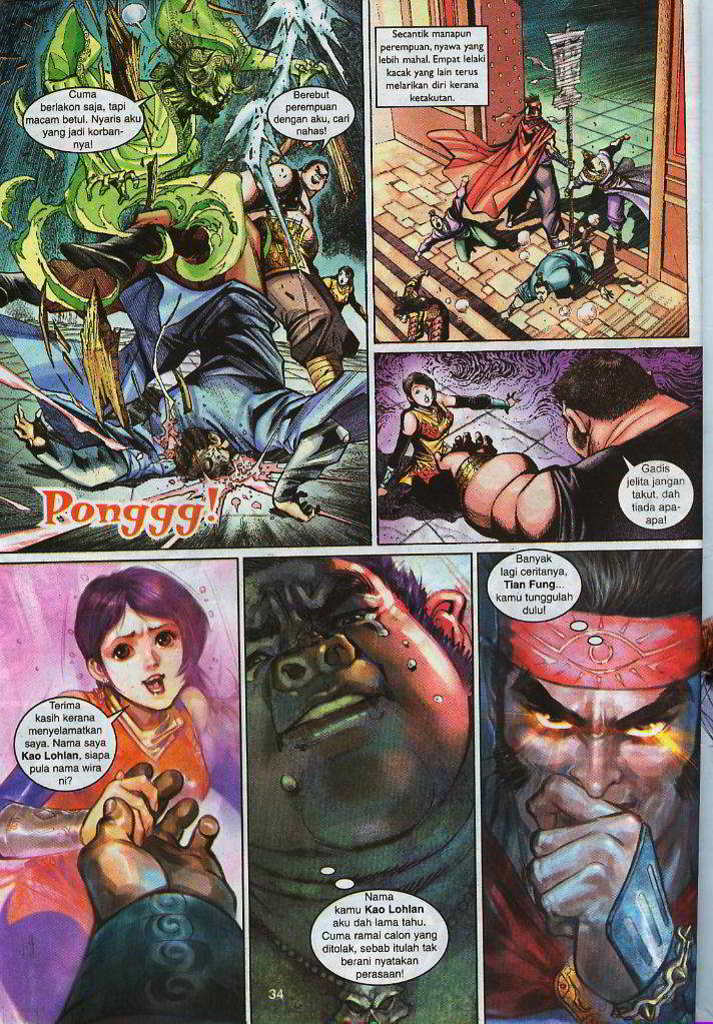 Cuma
berlakon saja, tapi
macam betul. Nyaris aku
yang jadi korban-
nya!
Berebut
perempuan
dengan aku, cari
nahas!
Ponggg!
Secantik manapun
perempuan, nyawa yang
lebih mahal. Empat lelaki
kacak yang lain terus
melarikan diri kerana
ketakutan.
Gadis
jelita jangan
takut, dah
tiada apa-
apa!
Terima
kasih kerana
menyelamatkan
saya. Nama saya
Kao Lohlan, siapa
pula nama wira
ni?
Nama
kamu Kao Lohlan
aku dah lama tahu.
Cuma ramai calon yang
ditolak, sebab itulah tak
berani nyatakan
perasaan!
Banyak
lagi ceritanya,
Tian Fung...
kamu tunggulah
dulu!
34